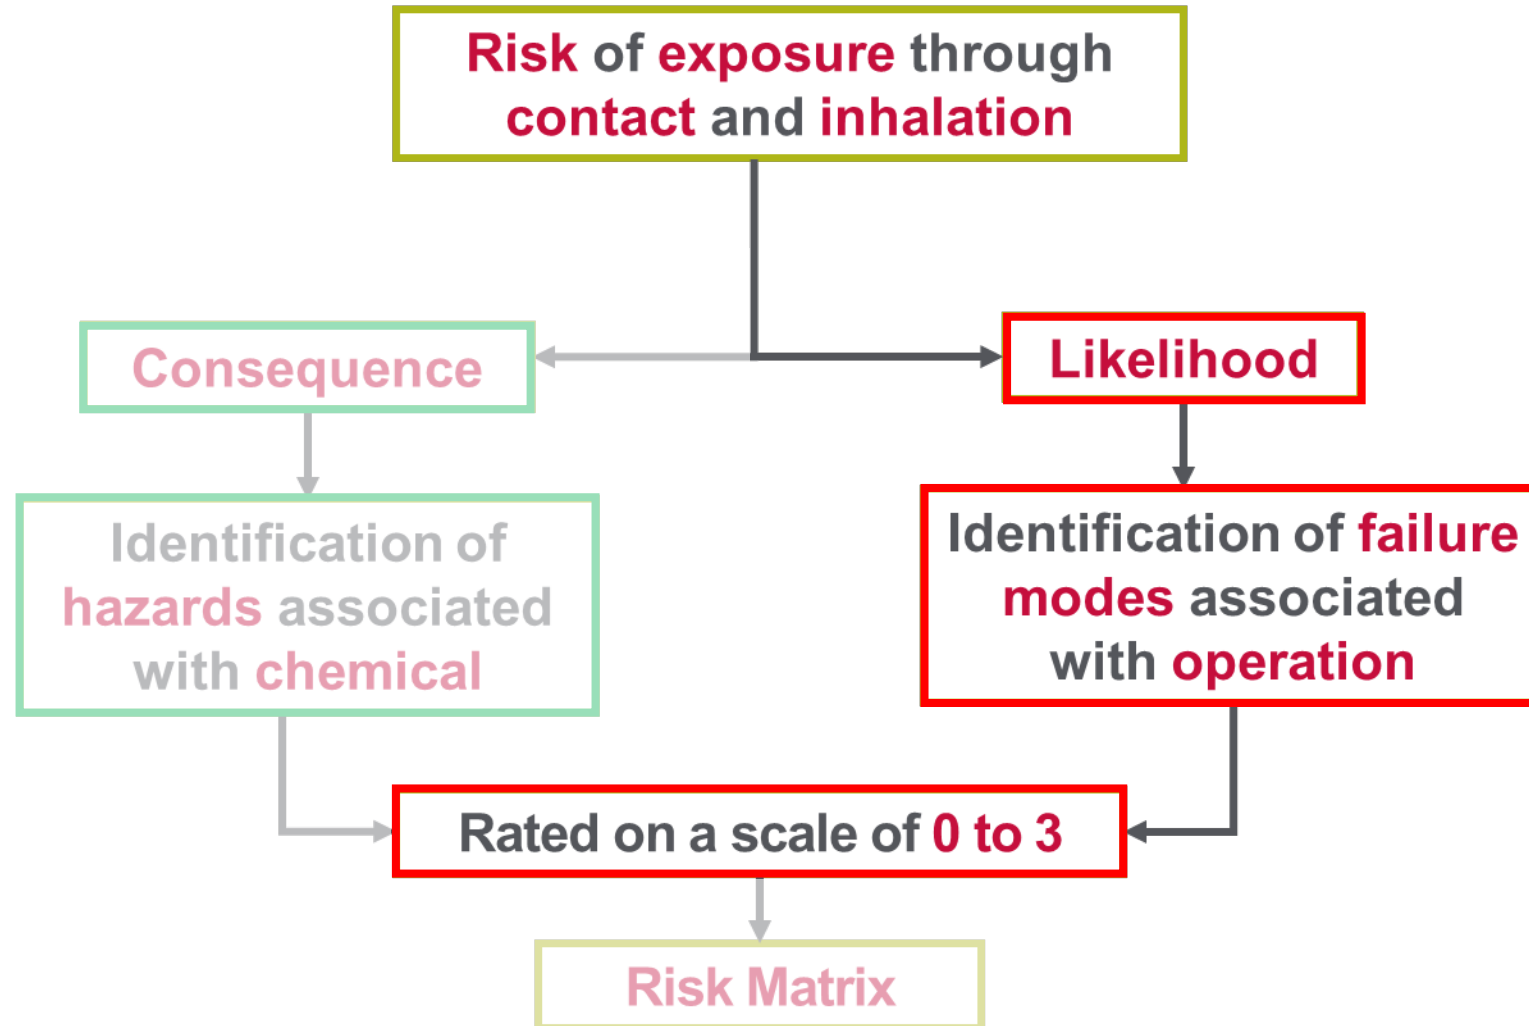 Risk of exposure through
contact and inhalation
Consequence
Likelihood
Identification of
hazards associated
with chemical
Identification of failure
modes associated
with operation
Rated on a scale of 0 to 3
Risk Matrix